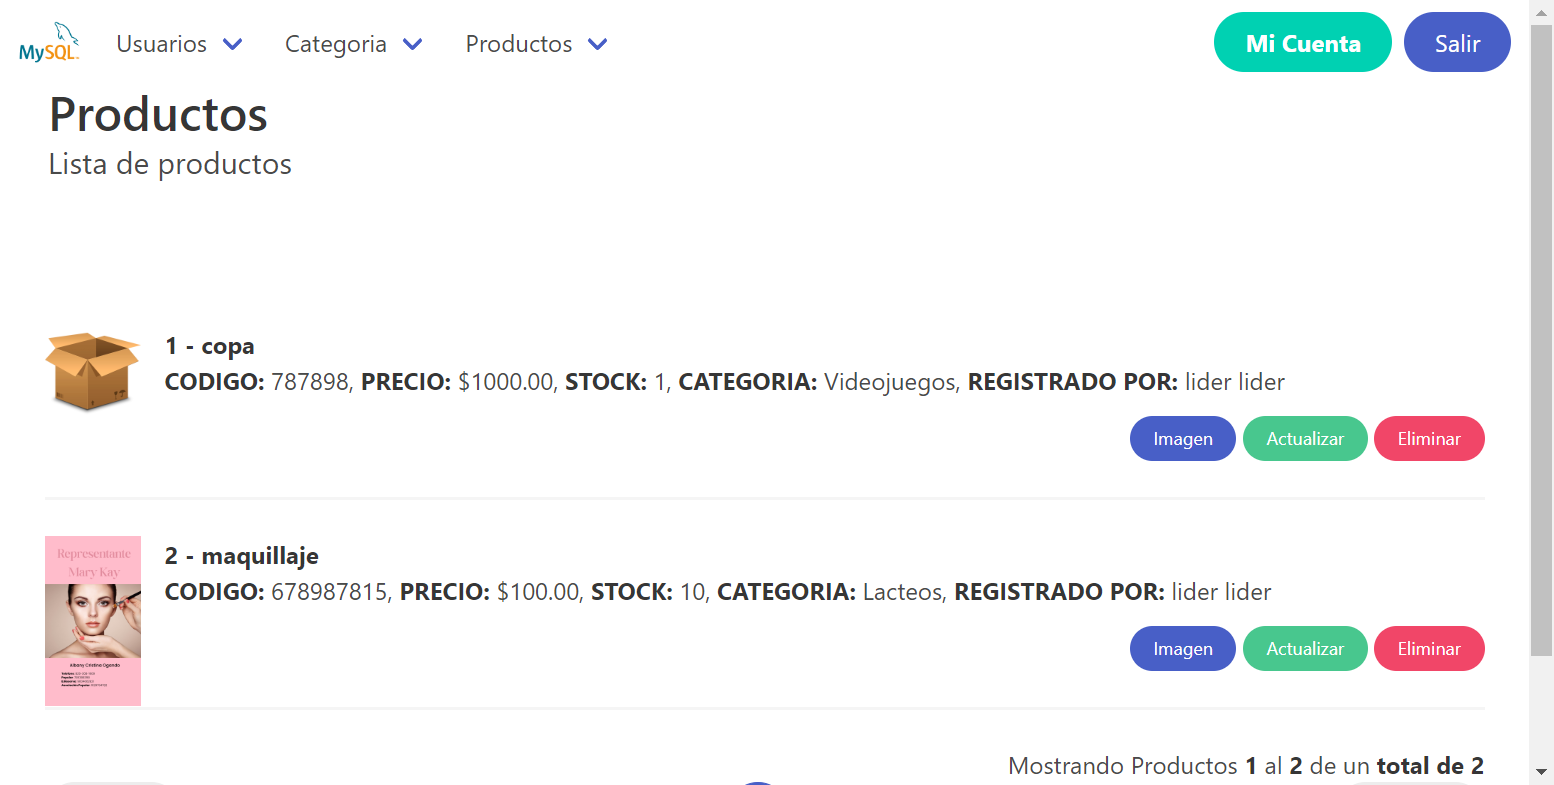 MySQL
Usuarios
Categoria
Productos
Mi Cuenta
Salir
Productos
Lista de productos
1 - copa
CODIGO: 787898, PRECIO: $1000.00, STOCK: 1, CATEGORIA: Videojuegos, REGISTRADO POR: lider lider
Imagen
Actualizar
Eliminar
Representante
Mary Kay
2 - maquillaje
CODIGO: 678987815, PRECIO: $100.00, STOCK: 10, CATEGORIA: Lacteos, REGISTRADO POR: lider lider
Imagen
Actualizar
Eliminar
Mostrando Productos 1 al 2 de un total de 2